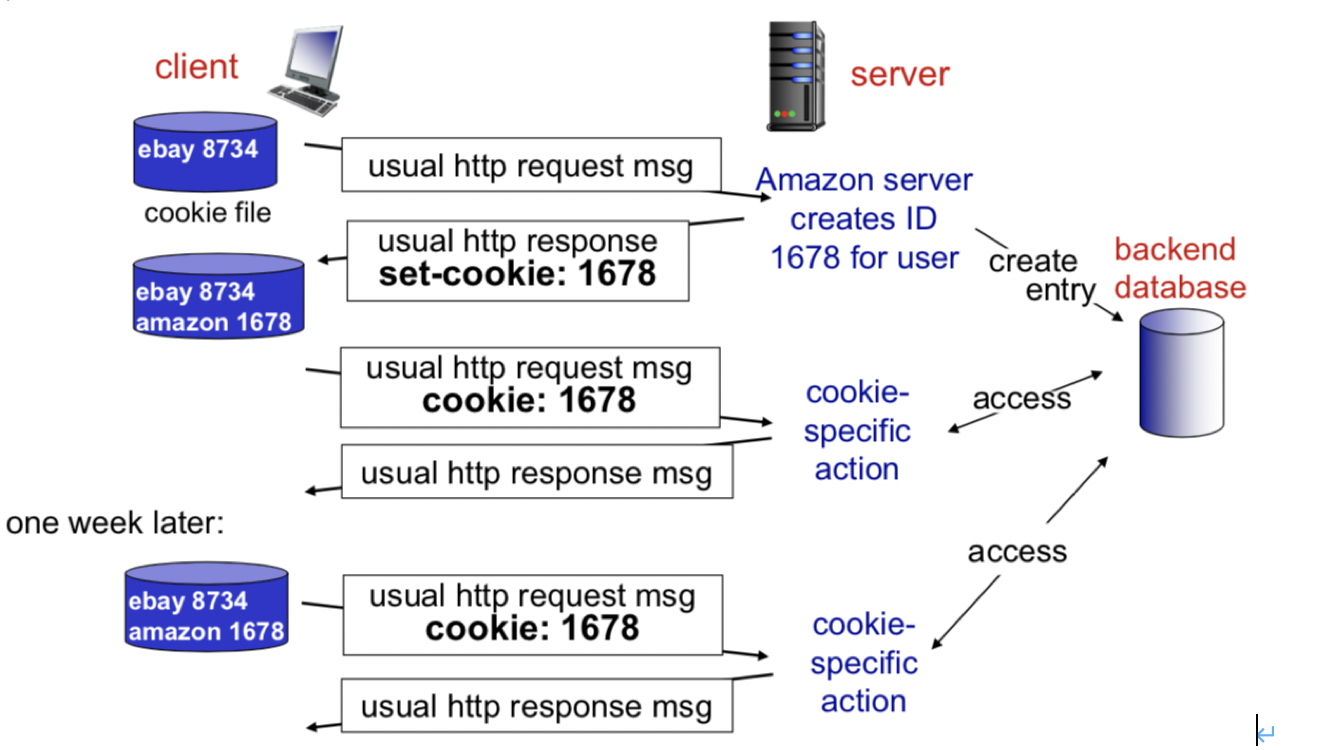 client
server
ebay 8734
cookie file
usual http request msg
Amazon server
creates ID
1678 for user
usual http response
set-cookie: 1678
create
entry
backend
database
ebay 8734
amazon 1678
usual http request msg
cookie: 1678
cookie-
specific
action
access
usual http response msg
one week later:
access
ebay 8734
amazon 1678
usual http request msg
cookie: 1678
cookie-
specific
action
usual http response msg